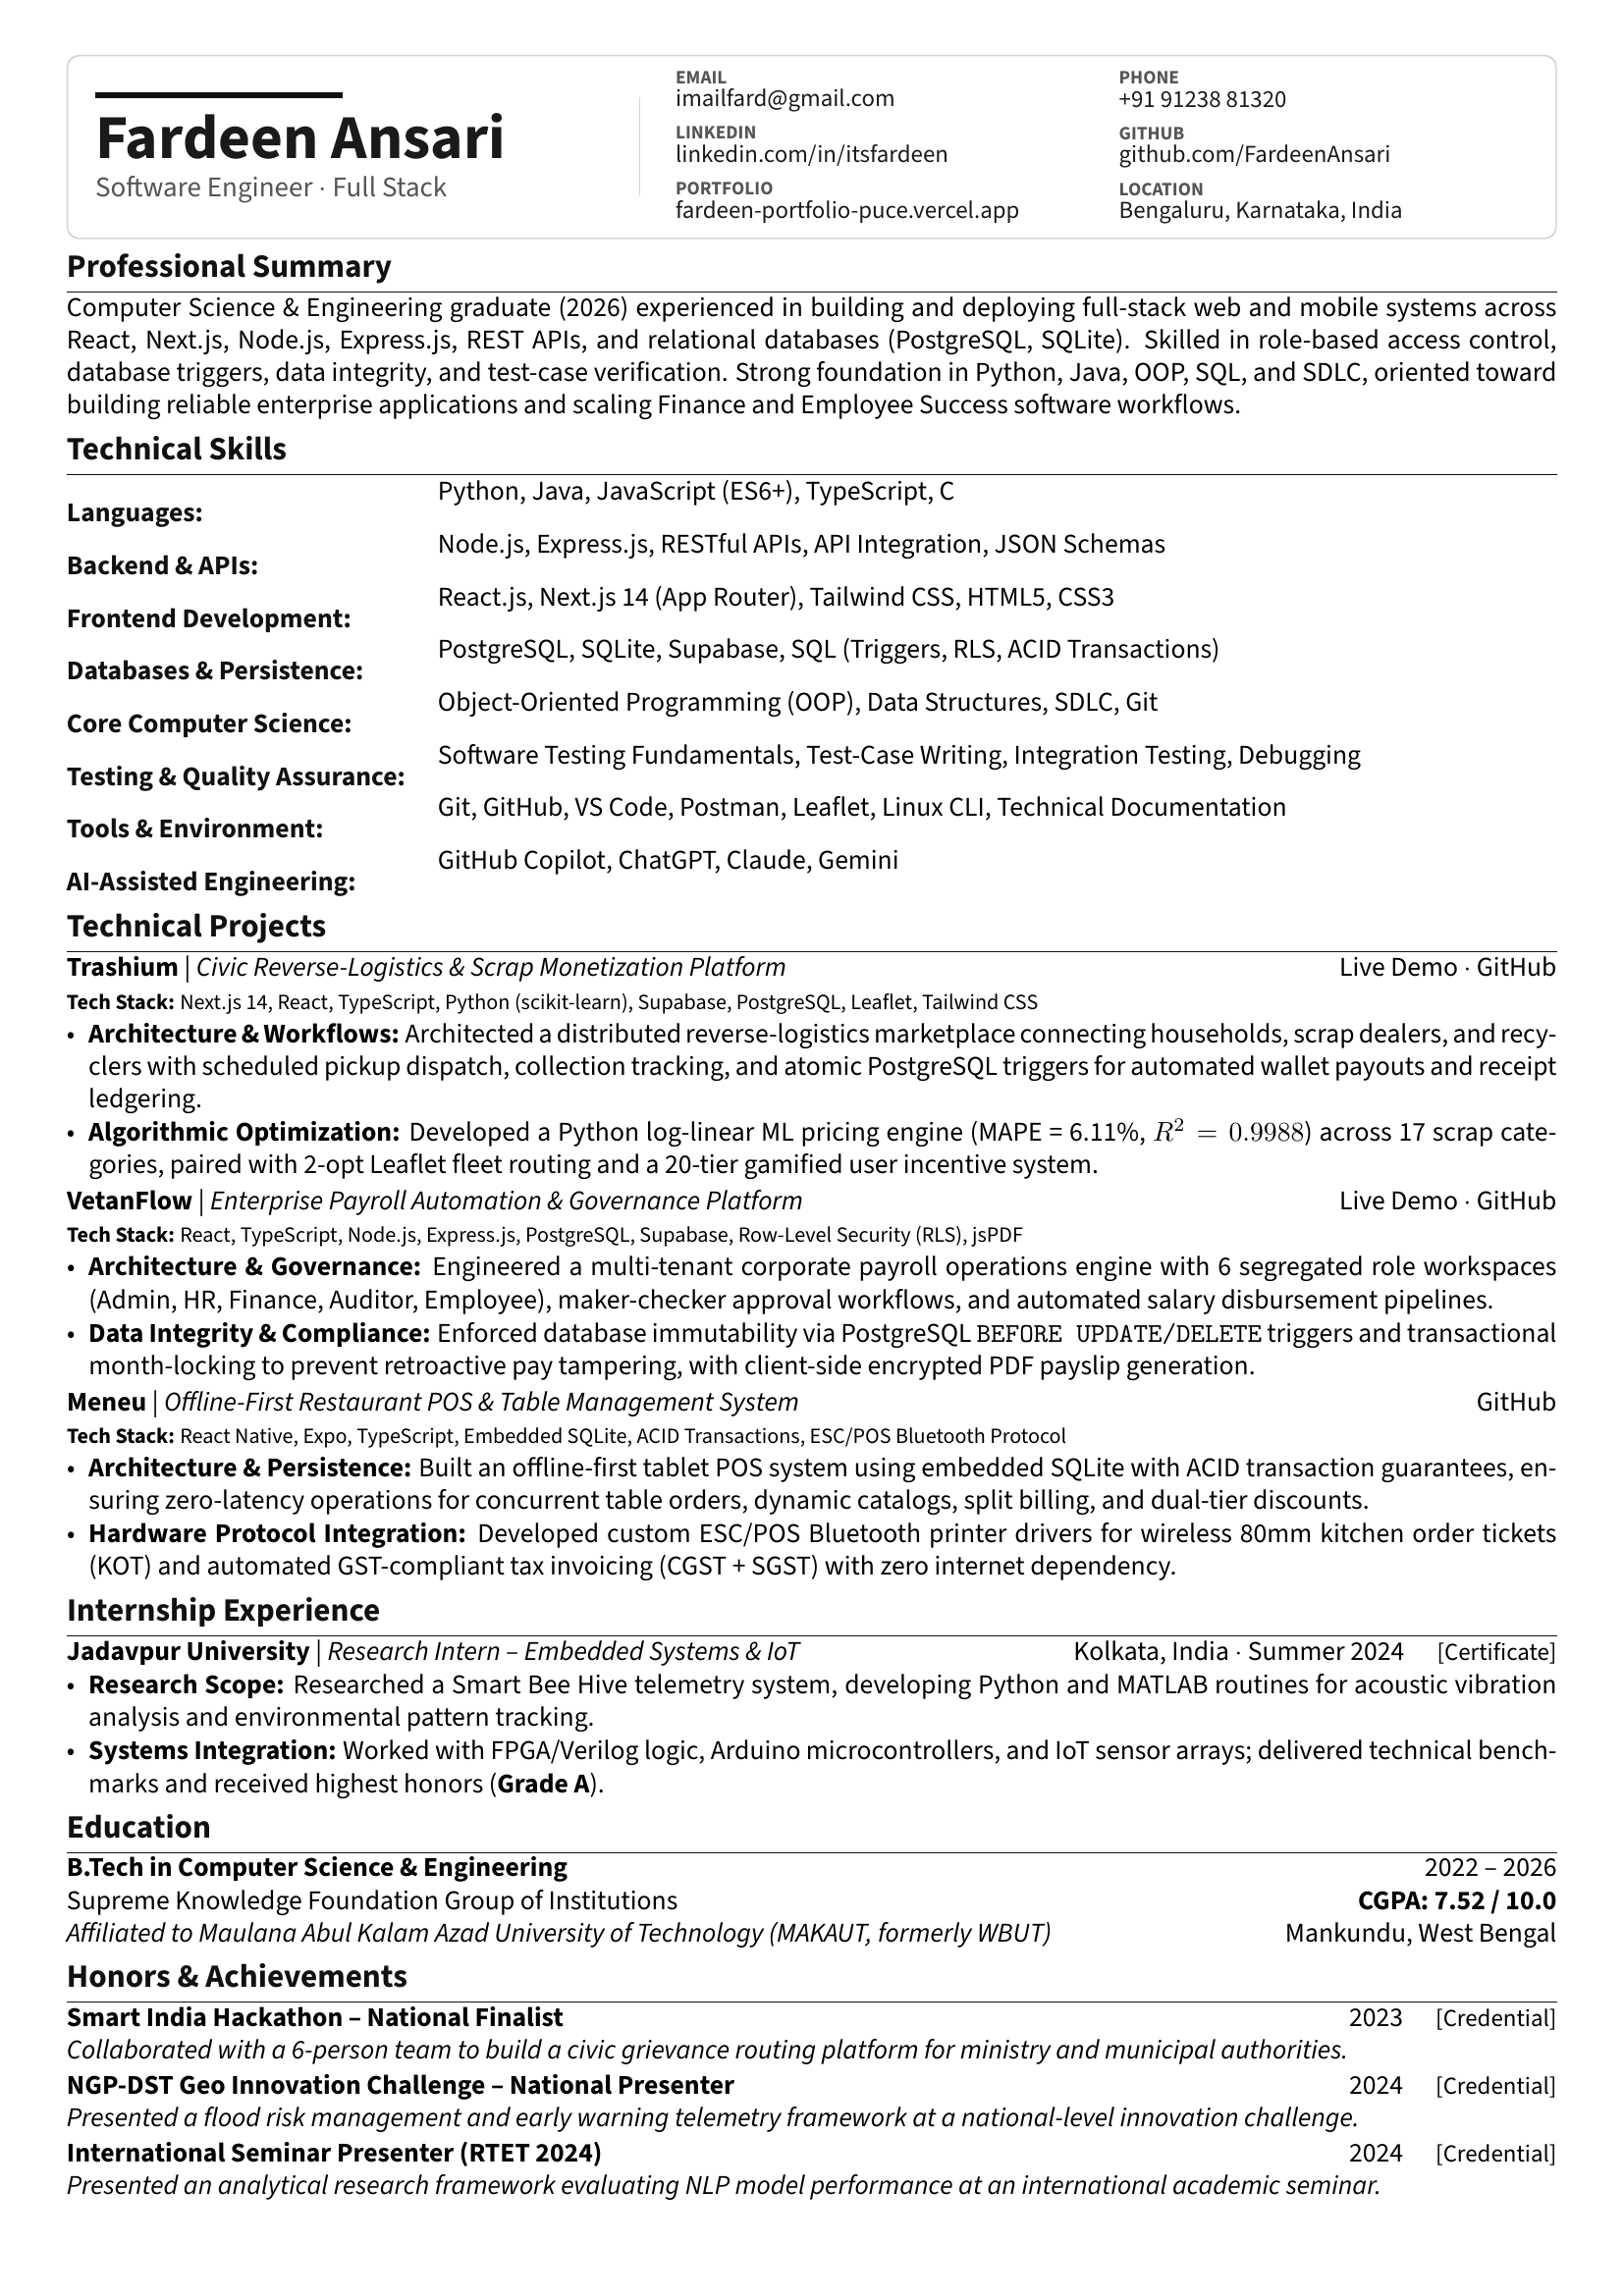 Fardeen Ansari
Software Engineer · Full Stack
EMAIL
imailfard@gmail.com
PHONE
+91 91238 81320
LINKEDIN
linkedin.com/in/itsfardeen
GITHUB
github.com/FardeenAnsari
PORTFOLIO
fardeen-portfolio-puce.vercel.app
LOCATION
Bengaluru, Karnataka, India
Professional Summary
Computer Science & Engineering graduate (2026) experienced in building and deploying full-stack web and mobile systems across
React, Next.js, Node.js, Express.js, REST APIs, and relational databases (PostgreSQL, SQLite). Skilled in role-based access control,
database triggers, data integrity, and test-case verification. Strong foundation in Python, Java, OOP, SQL, and SDLC, oriented toward
building reliable enterprise applications and scaling Finance and Employee Success software workflows.
Technical Skills
Languages: Python, Java, JavaScript (ES6+), TypeScript, C
Backend & APIs: Node.js, Express.js, RESTful APIs, API Integration, JSON Schemas
Frontend Development: React.js, Next.js 14 (App Router), Tailwind CSS, HTML5, CSS3
Databases & Persistence: PostgreSQL, SQLite, Supabase, SQL (Triggers, RLS, ACID Transactions)
Core Computer Science: Object-Oriented Programming (OOP), Data Structures, SDLC, Git
Testing & Quality Assurance: Software Testing Fundamentals, Test-Case Writing, Integration Testing, Debugging
Tools & Environment: Git, GitHub, VS Code, Postman, Leaflet, Linux CLI, Technical Documentation
AI-Assisted Engineering: GitHub Copilot, ChatGPT, Claude, Gemini
Technical Projects
Trashium | Civic Reverse-Logistics & Scrap Monetization Platform Live Demo · GitHub
Tech Stack: Next.js 14, React, TypeScript, Python (scikit-learn), Supabase, PostgreSQL, Leaflet, Tailwind CSS
• Architecture & Workflows: Architected a distributed reverse-logistics marketplace connecting households, scrap dealers, and recy-
clers with scheduled pickup dispatch, collection tracking, and atomic PostgreSQL triggers for automated wallet payouts and receipt
ledgering.
• Algorithmic Optimization: Developed a Python log-linear ML pricing engine (MAPE = 6.11%, R² = 0.9988) across 17 scrap cate-
gories, paired with 2-opt Leaflet fleet routing and a 20-tier gamified user incentive system.
VetanFlow | Enterprise Payroll Automation & Governance Platform Live Demo · GitHub
Tech Stack: React, TypeScript, Node.js, Express.js, PostgreSQL, Supabase, Row-Level Security (RLS), jsPDF
• Architecture & Governance: Engineered a multi-tenant corporate payroll operations engine with 6 segregated role workspaces
(Admin, HR, Finance, Auditor, Employee), maker-checker approval workflows, and automated salary disbursement pipelines.
• Data Integrity & Compliance: Enforced database immutability via PostgreSQL BEFORE UPDATE/DELETE triggers and transactional
month-locking to prevent retroactive pay tampering, with client-side encrypted PDF payslip generation.
Meneu | Offline-First Restaurant POS & Table Management System GitHub
Tech Stack: React Native, Expo, TypeScript, Embedded SQLite, ACID Transactions, ESC/POS Bluetooth Protocol
• Architecture & Persistence: Built an offline-first tablet POS system using embedded SQLite with ACID transaction guarantees, en-
suring zero-latency operations for concurrent table orders, dynamic catalogs, split billing, and dual-tier discounts.
• Hardware Protocol Integration: Developed custom ESC/POS Bluetooth printer drivers for wireless 80mm kitchen order tickets
(KOT) and automated GST-compliant tax invoicing (CGST + SGST) with zero internet dependency.
Internship Experience
Jadavpur University | Research Intern – Embedded Systems & IoT Kolkata, India · Summer 2024 [Certificate]
• Research Scope: Researched a Smart Bee Hive telemetry system, developing Python and MATLAB routines for acoustic vibration
analysis and environmental pattern tracking.
• Systems Integration: Worked with FPGA/Verilog logic, Arduino microcontrollers, and IoT sensor arrays; delivered technical bench-
marks and received highest honors (Grade A).
Education
B.Tech in Computer Science & Engineering 2022 – 2026
Supreme Knowledge Foundation Group of Institutions CGPA: 7.52 / 10.0
Affiliated to Maulana Abul Kalam Azad University of Technology (MAKAUT, formerly WBUT) Mankundu, West Bengal
Honors & Achievements
Smart India Hackathon – National Finalist 2023 [Credential]
Collaborated with a 6-person team to build a civic grievance routing platform for ministry and municipal authorities.
NGP-DST Geo Innovation Challenge – National Presenter 2024 [Credential]
Presented a flood risk management and early warning telemetry framework at a national-level innovation challenge.
International Seminar Presenter (RTET 2024) 2024 [Credential]
Presented an analytical research framework evaluating NLP model performance at an international academic seminar.